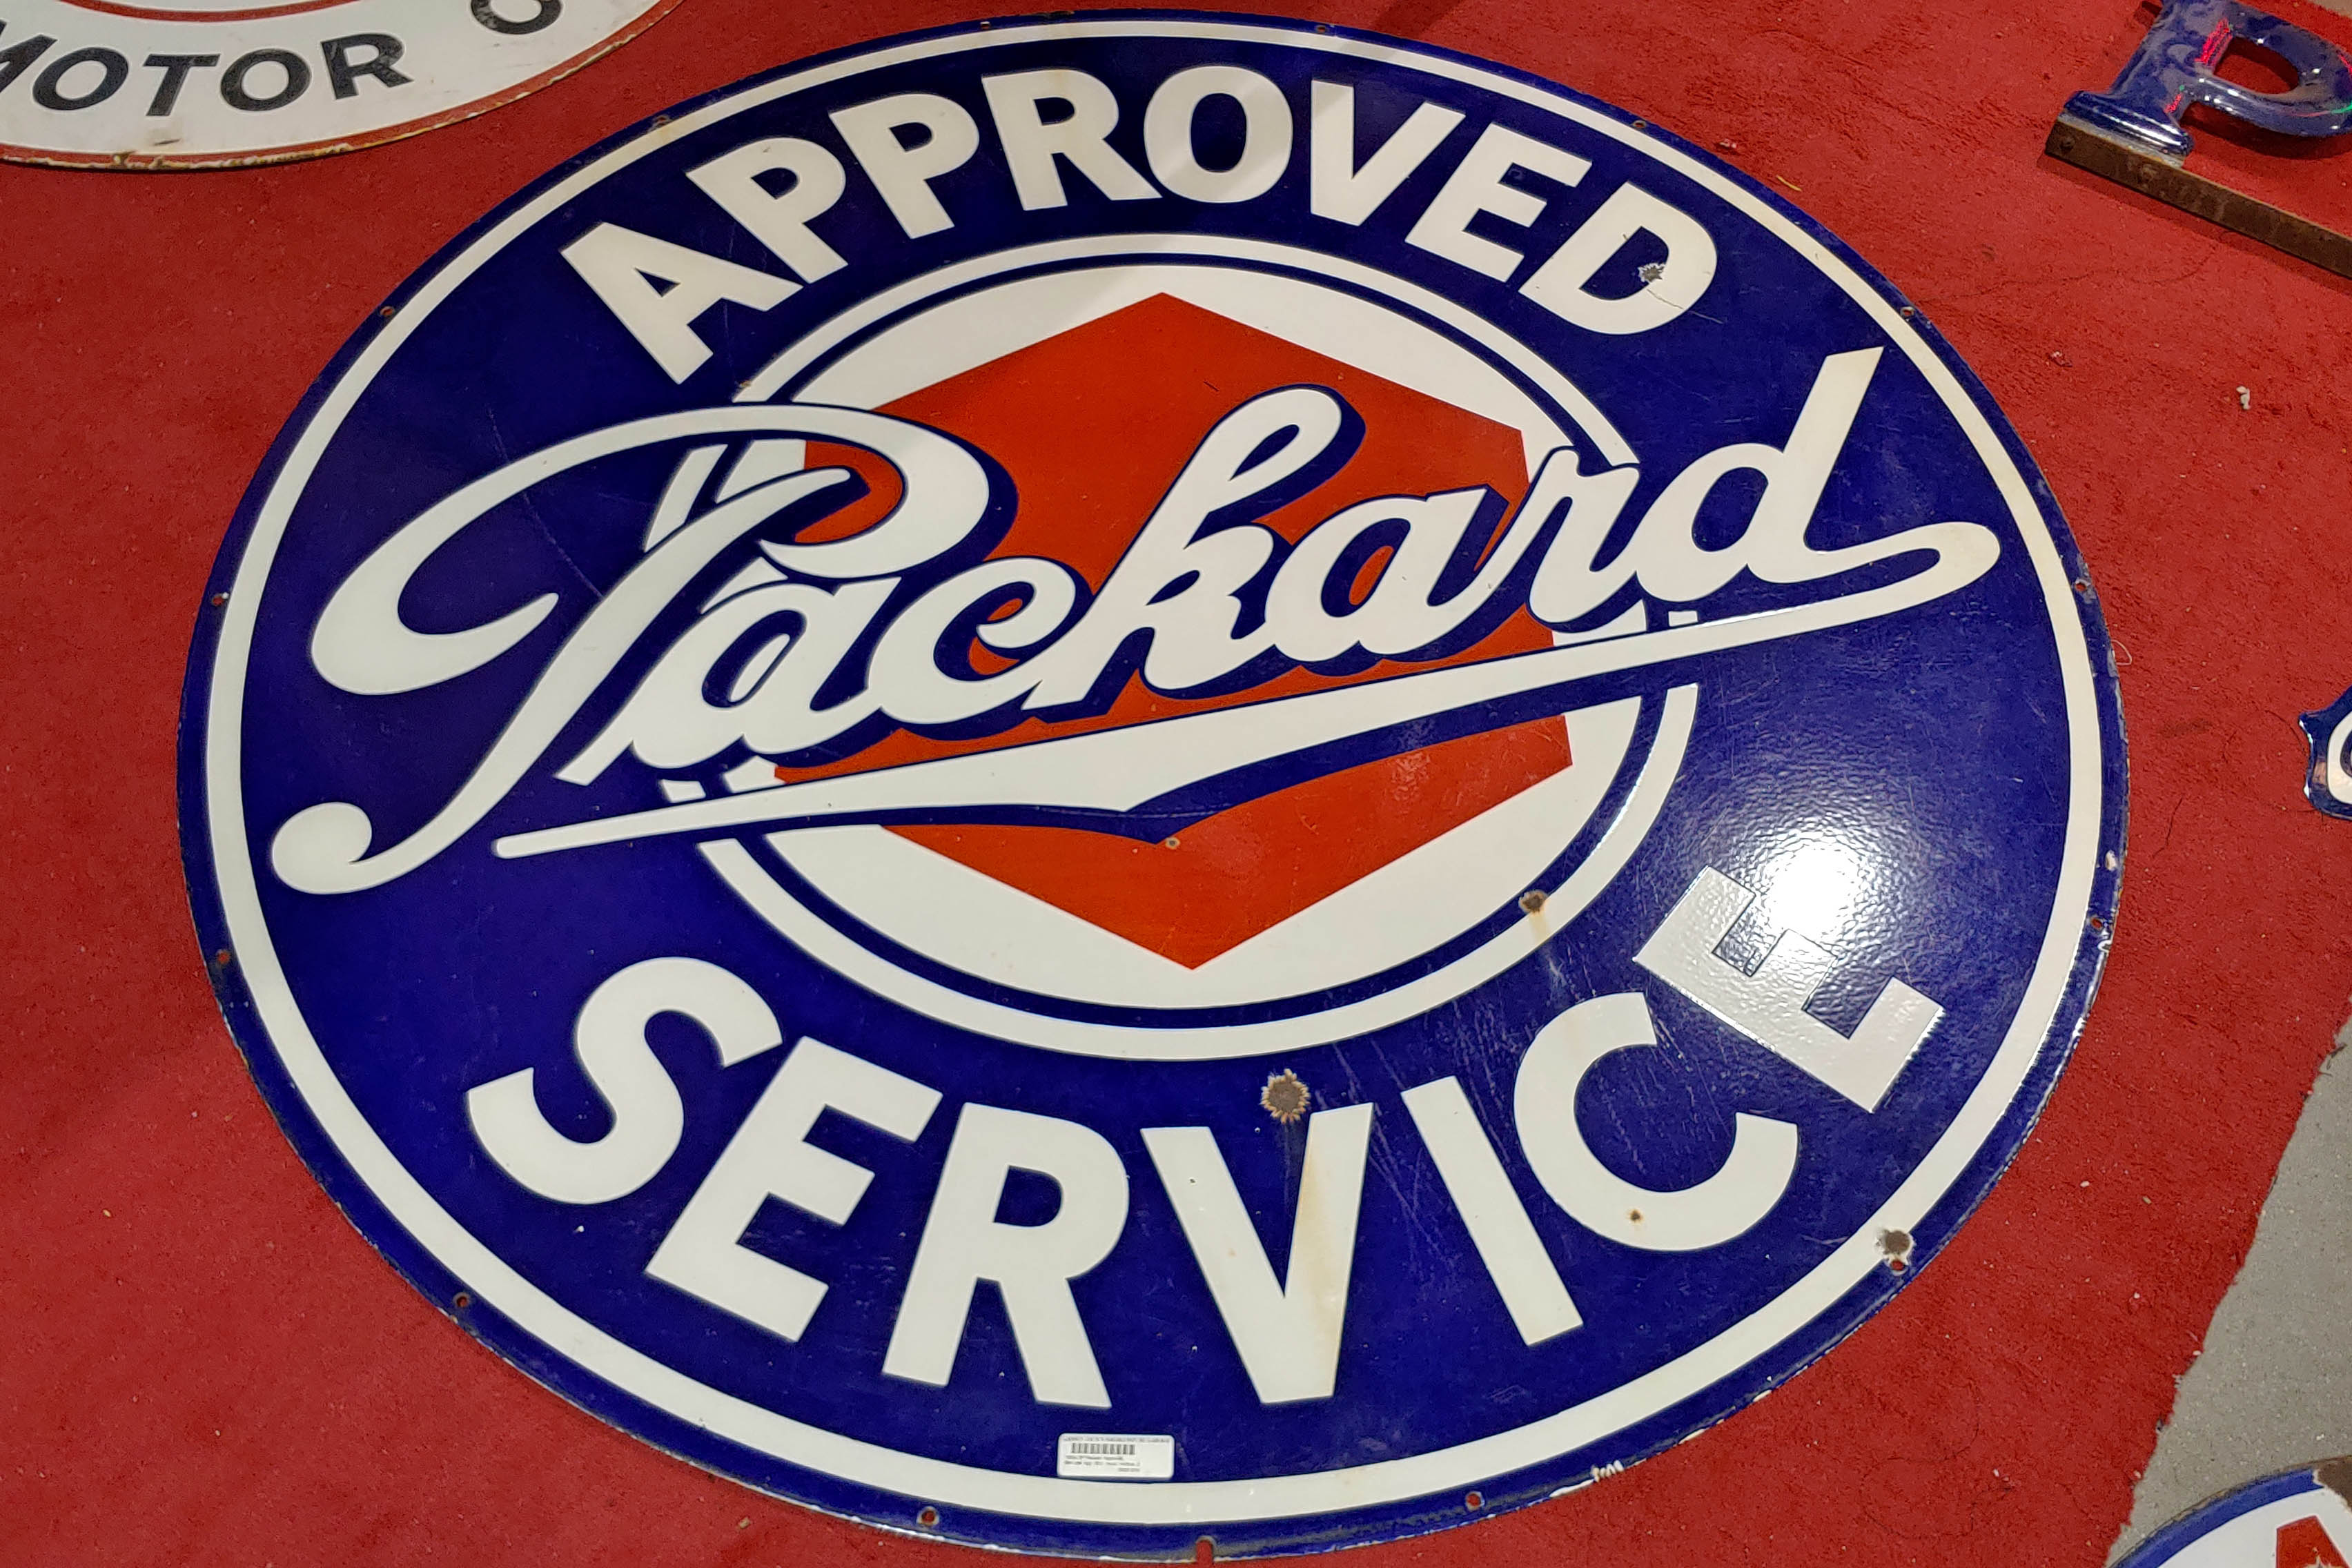 MOTOR O
P
APPROVED
Packard
SERVICE